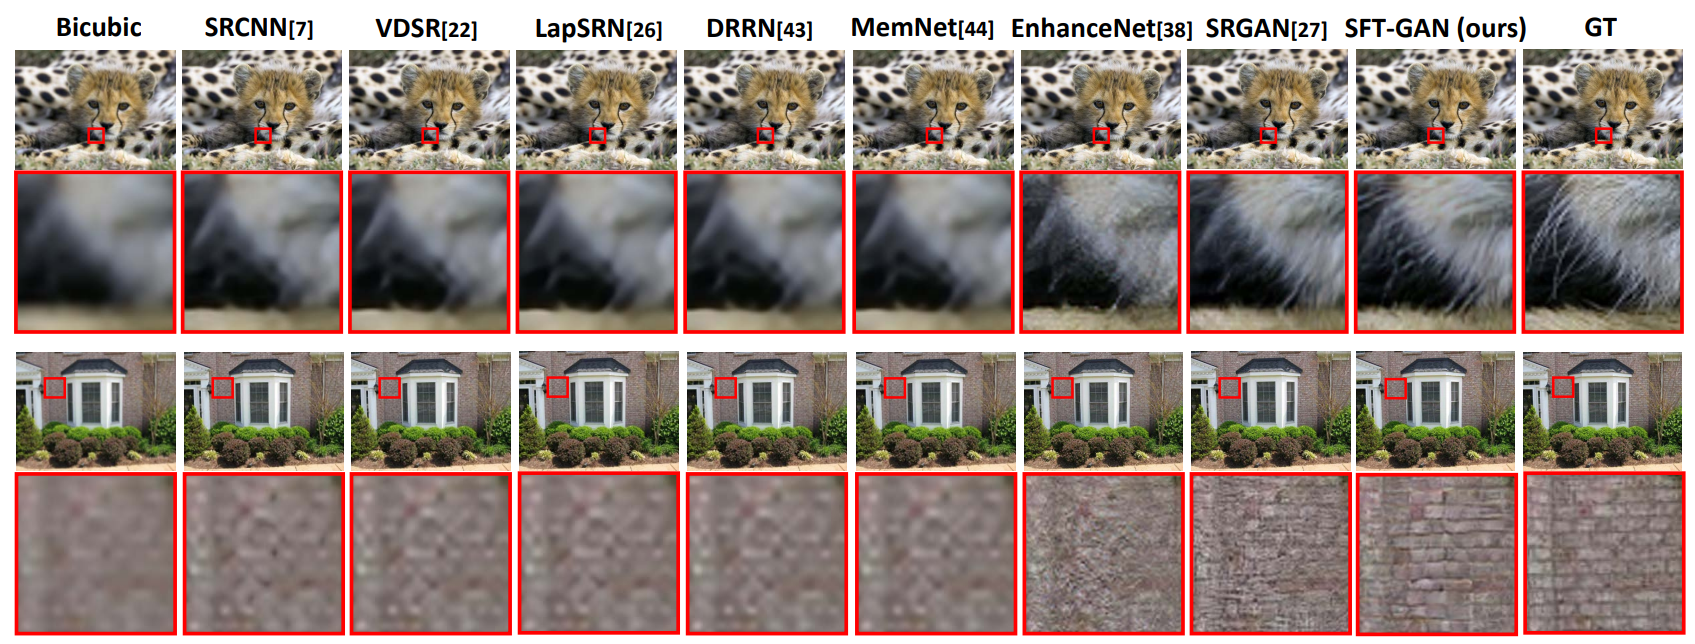 Bicubic SRCNN[7] VDSR[22] LapSRN[26] DRRN[43] MemNet[44] EnhanceNet[38] SRGAN[27] SFT-GAN (ours) GT